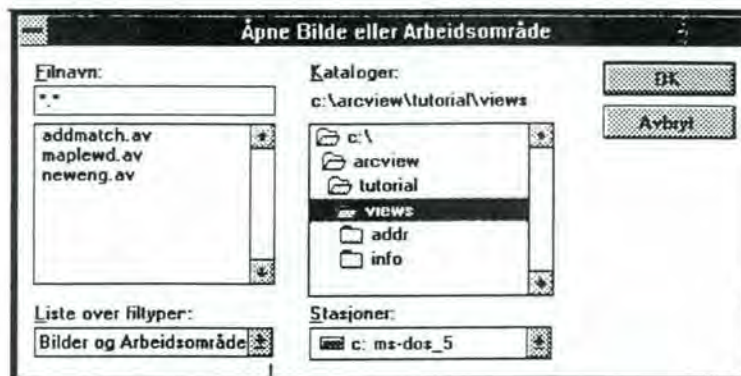 Åpne Bilde eller Arbeidsområde
Filnavn:
*.*
addmatch.av
maplewd.av
neweng.av
Liste over filtyper:
Bilder og Arbeidsområde
Kataloger:
c:\arcview\tutorial\views
c:\
arcview
tutorial
views
addr
info
Stasjoner:
c: ms-dos_5
OK
Avbryt